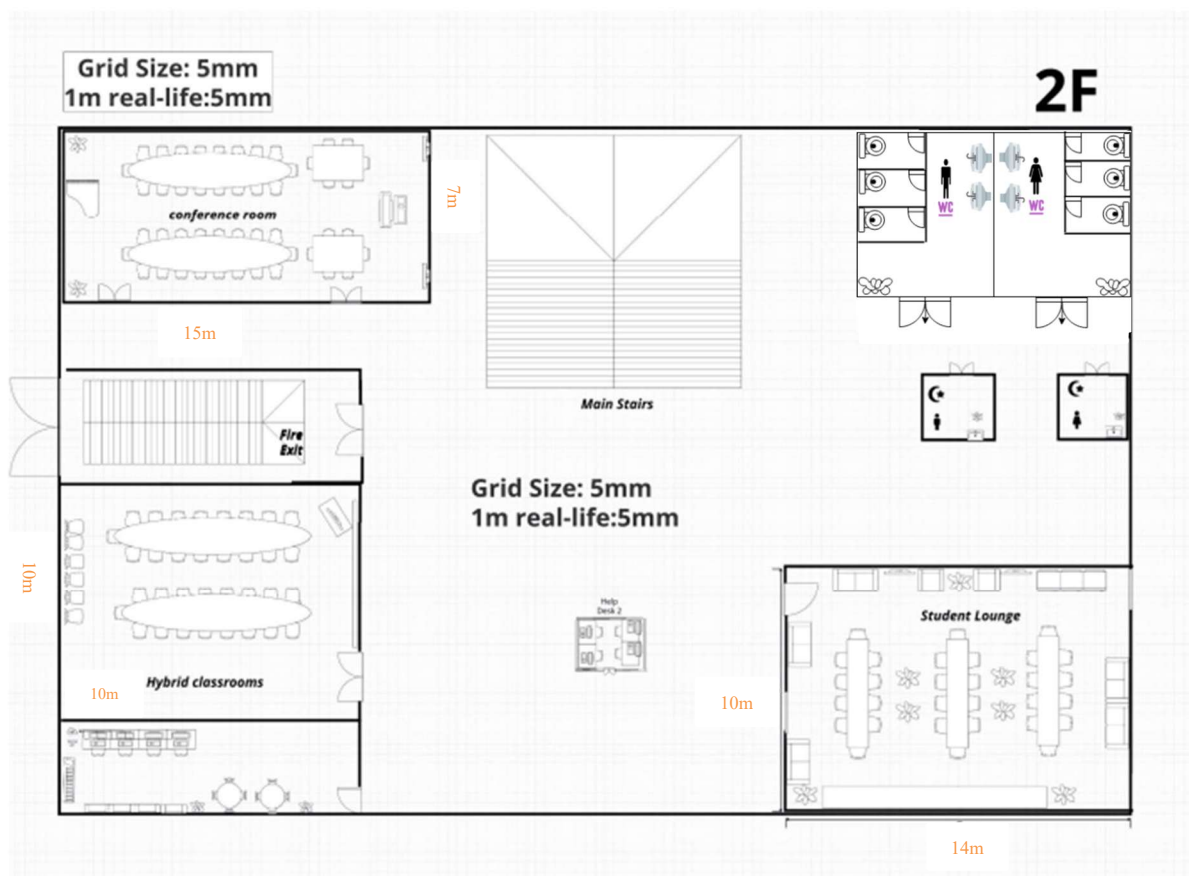 Grid Size: 5mm
1m real-life:5mm
2F
7m
conference room
WC
WC
15m
Main Stairs
Fire
Exit
Grid Size: 5mm
1m real-life:5mm
10m
Help
Desk 2
Student Lounge
Hybrid classrooms
10m
10m
14m